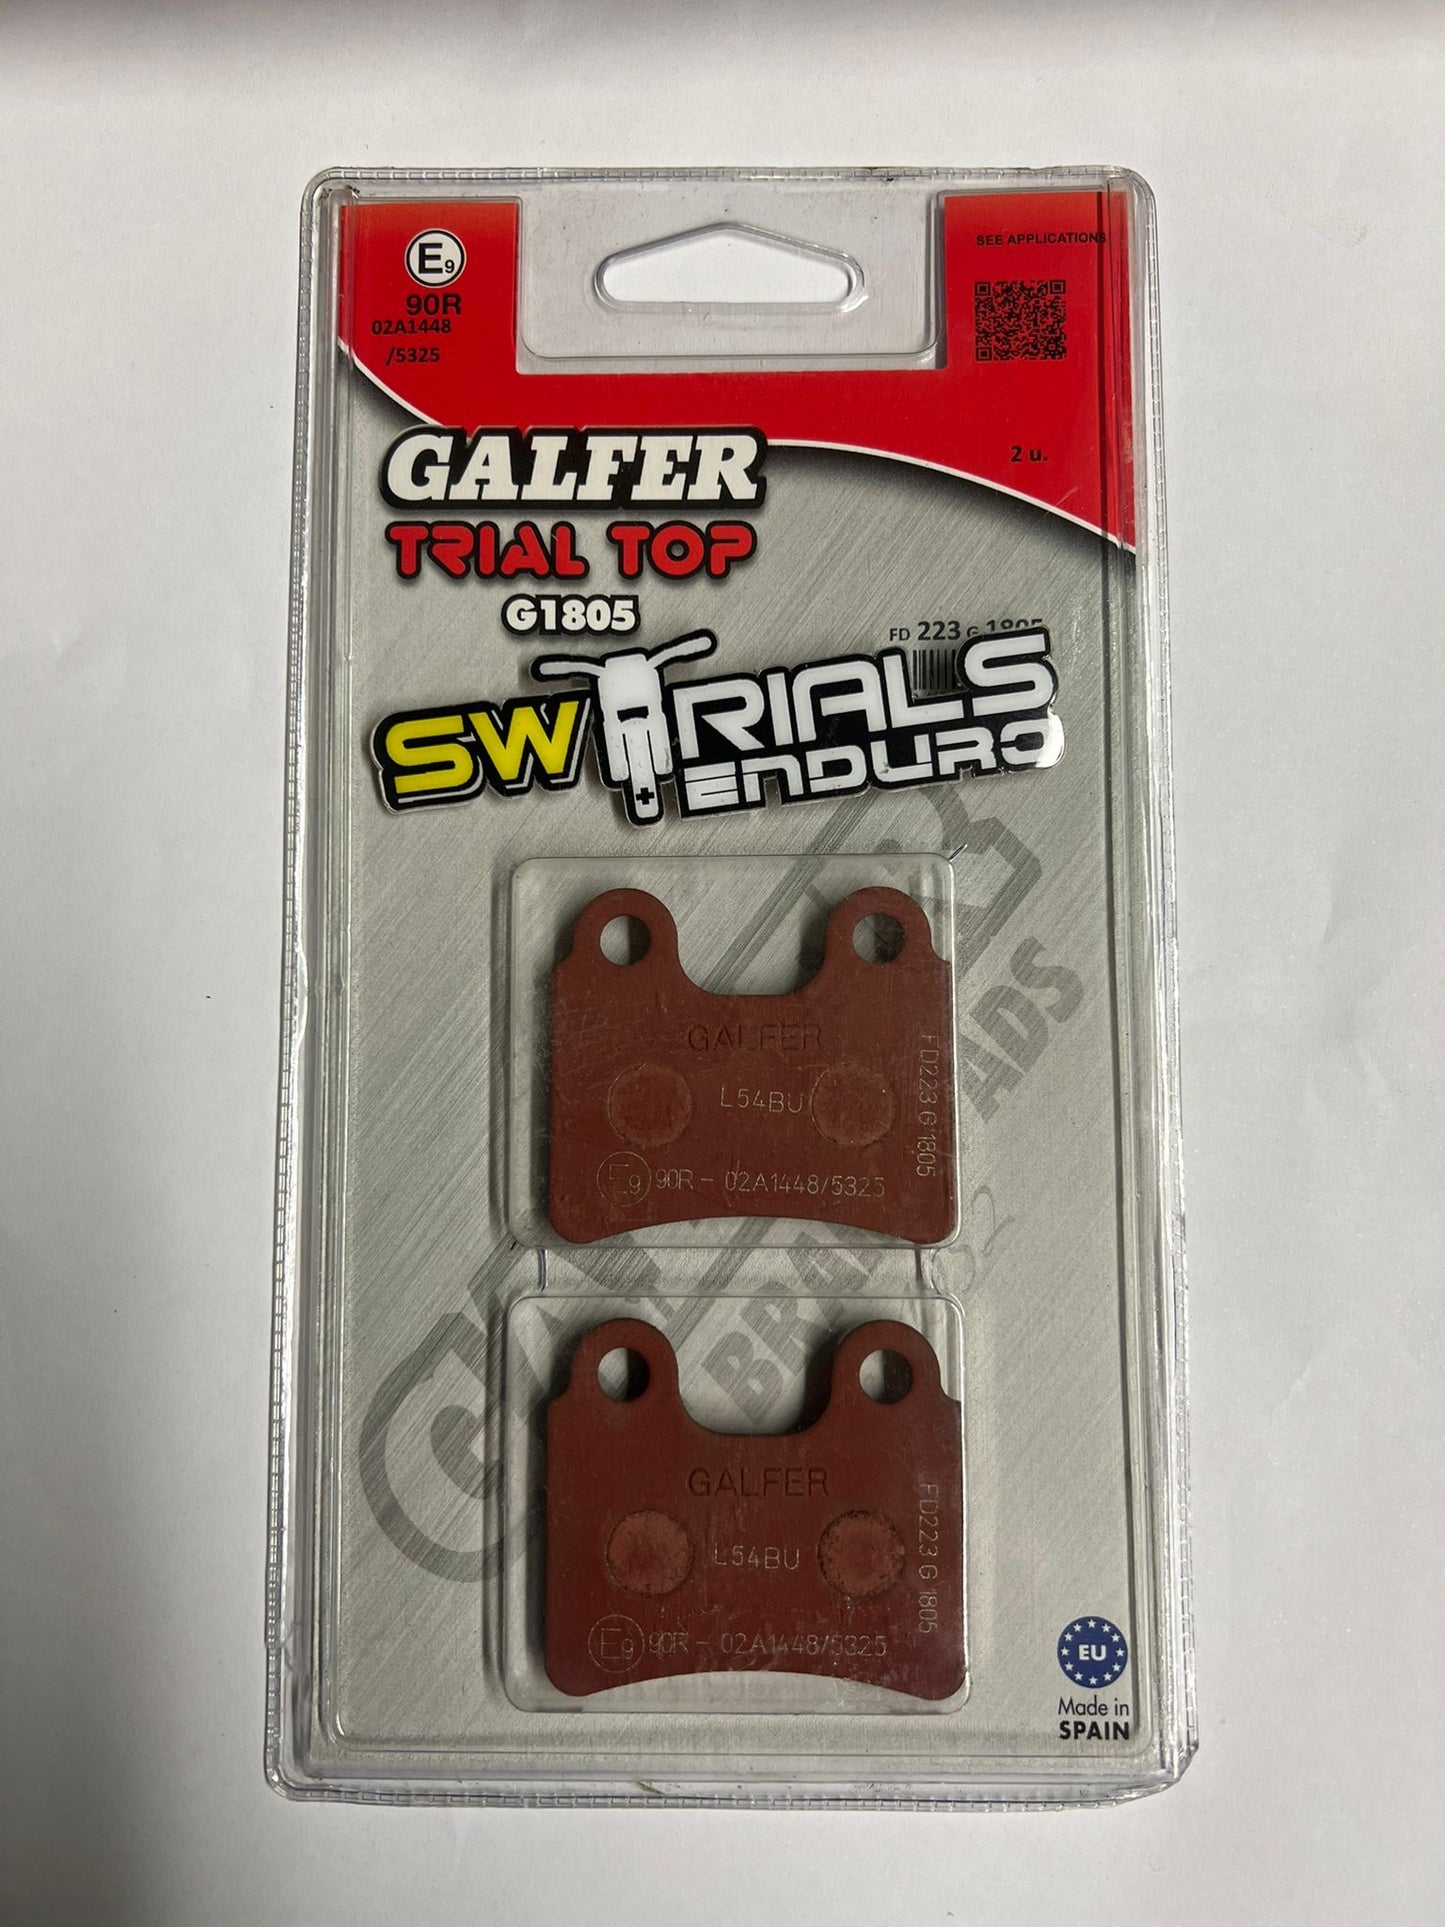 E9
90R
02A1448
/5325
SEE APPLICATIONS
2 u.
GALFER
TRIAL TOP
G1805
FD 223 G 1805
SW TRIALS
ENDURO
GALFER
L54BU
E9 90R - 02A1448/5325
FD223 G 1805
GALFER
L54BU
E9 90R - 02A1448/5325
FD223 G 1805
EU
Made in
SPAIN